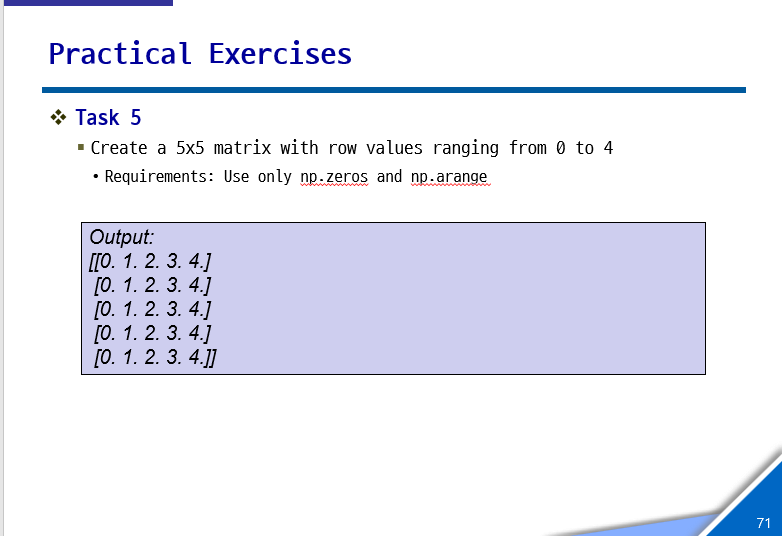 Practical Exercises
❖ Task 5
▪ Create a 5x5 matrix with row values ranging from 0 to 4
• Requirements: Use only np.zeros and np.arange
Output:
[[0. 1. 2. 3. 4.]
[0. 1. 2. 3. 4.]
[0. 1. 2. 3. 4.]
[0. 1. 2. 3. 4.]
[0. 1. 2. 3. 4.]]
71